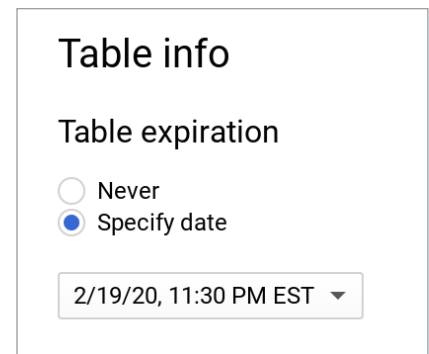 Table info
Table expiration
Never
Specify date
2/19/20, 11:30 PM EST